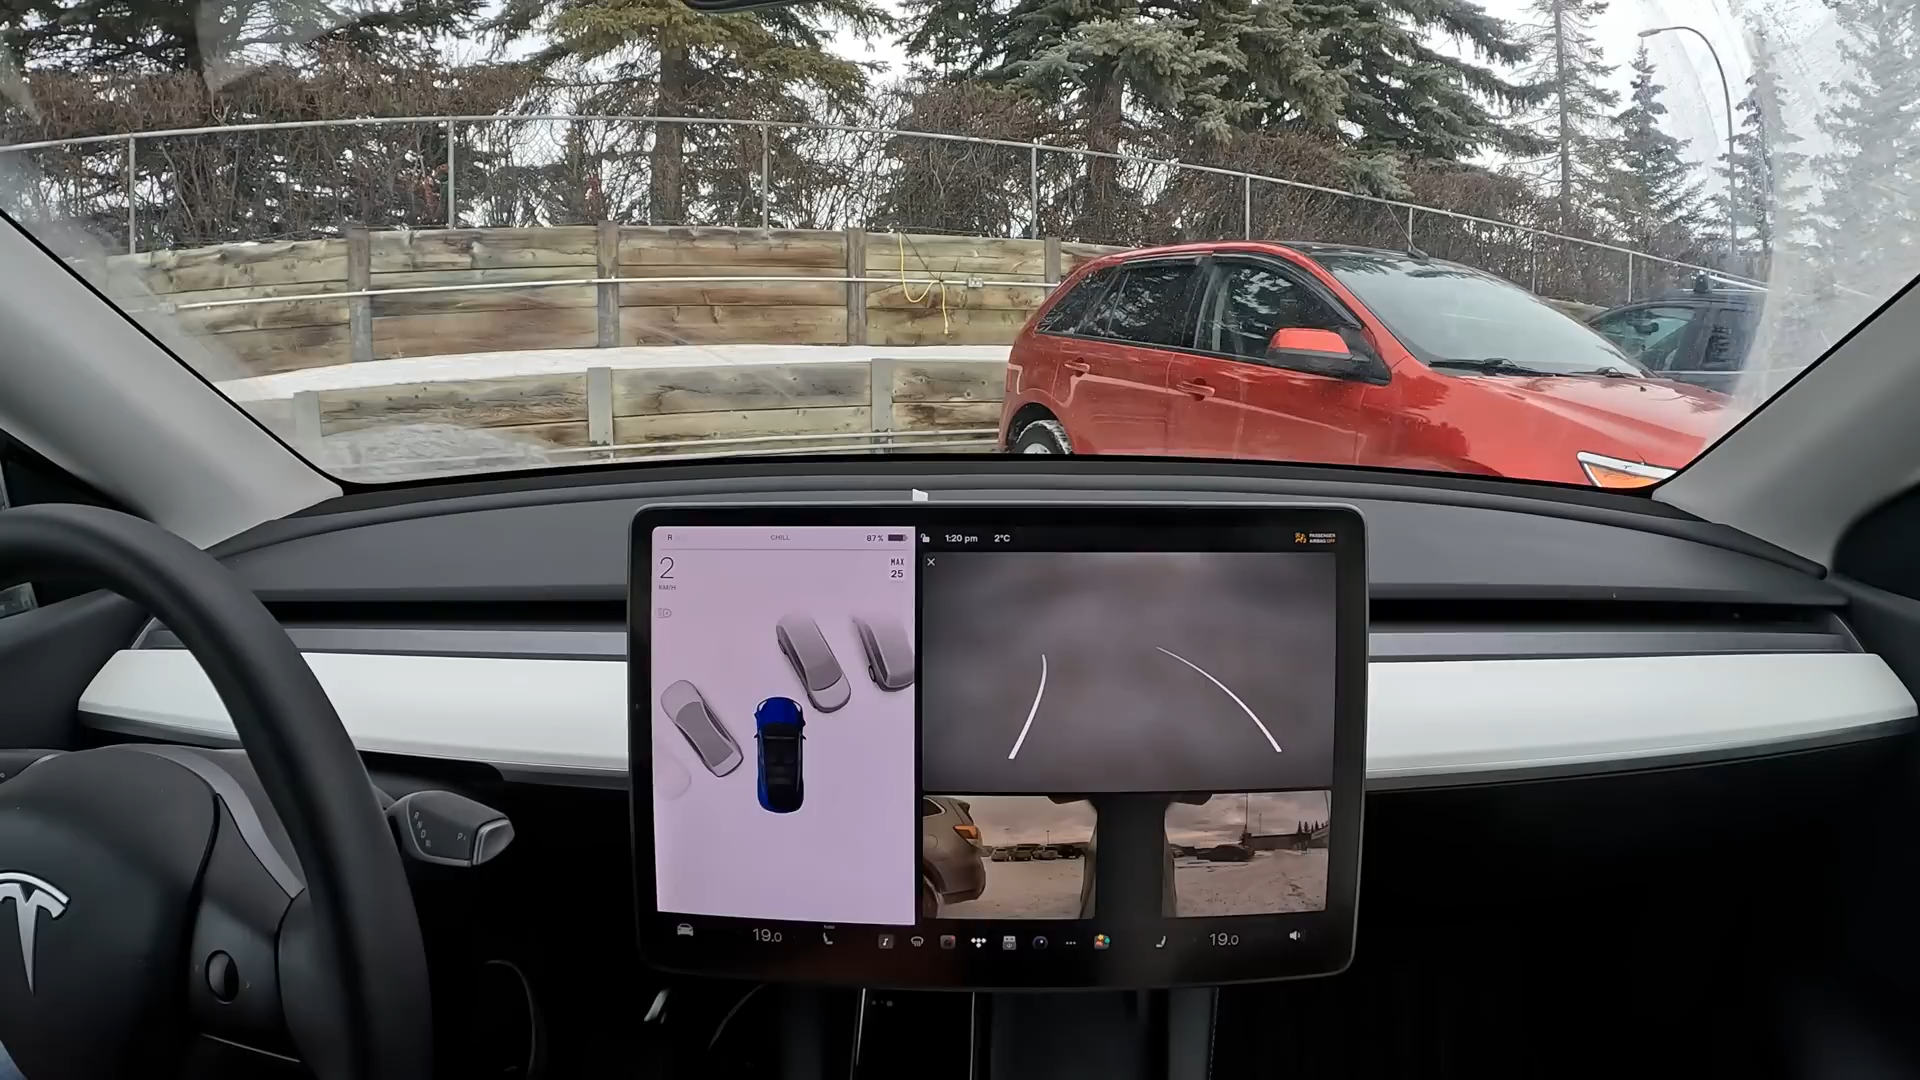 R
CHILL
87%
1:20 pm
2°C
PASSENGER
AIRBAG OFF
2
KM/H
MAX
25
R
N
D
P
19.0
19.0